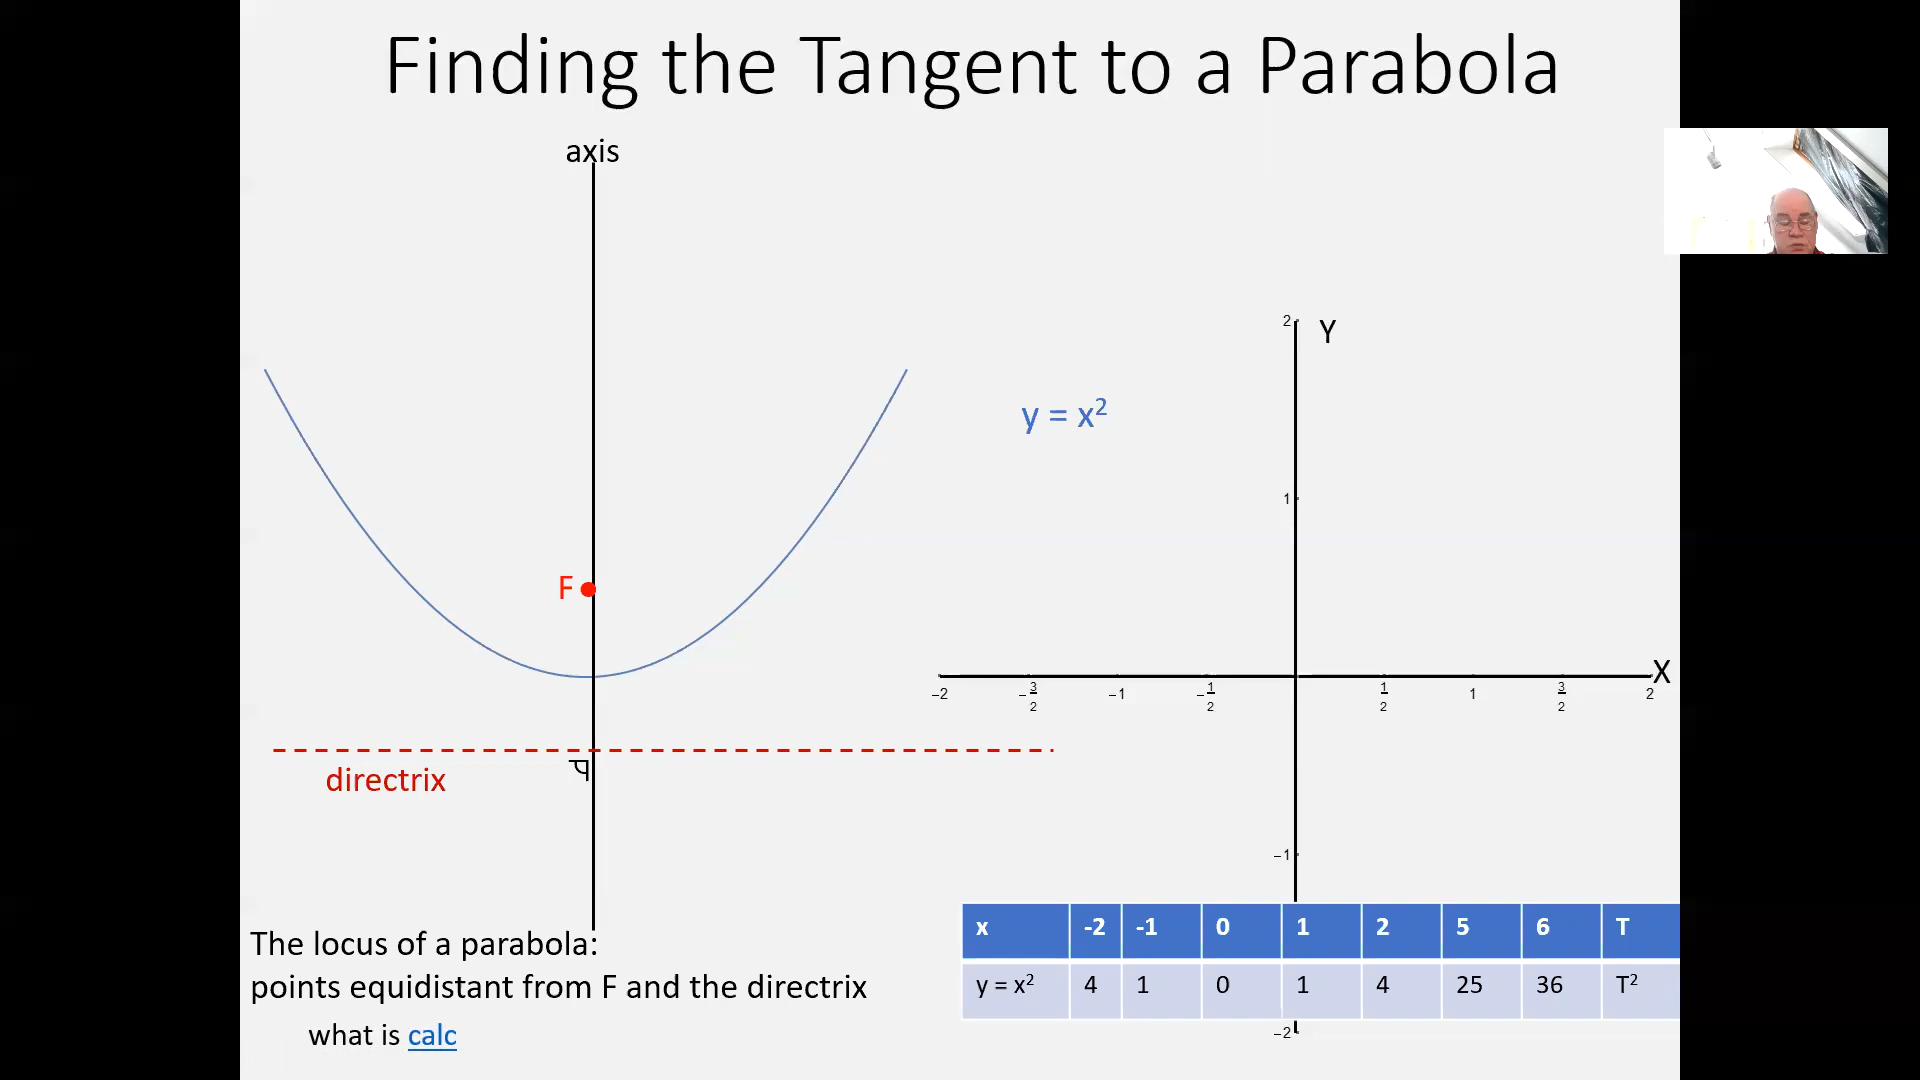 Finding the Tangent to a Parabola
axis
F
directrix
The locus of a parabola:
points equidistant from F and the directrix
what is calc
y = x²
Y
2
1
−2 −3/2 −1 −1/2 1/2 1 3/2 2
X
−1
−2
x -2 -1 0 1 2 5 6 T
y = x² 4 1 0 1 4 25 36 T²